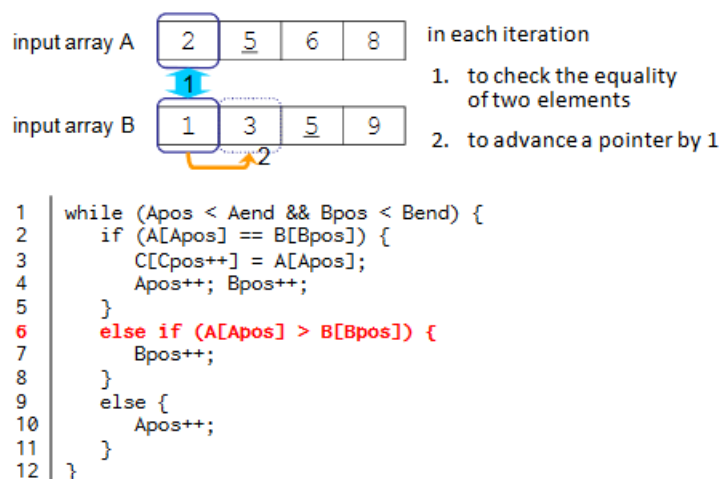 input array A 2 5 6 8
in each iteration
1. to check the equality
of two elements
1
input array B 1 3 5 9
2. to advance a pointer by 1
2
1 while (Apos < Aend && Bpos < Bend) {
2 if (A[Apos] == B[Bpos]) {
3 C[Cpos++] = A[Apos];
4 Apos++; Bpos++;
5 }
6 else if (A[Apos] > B[Bpos]) {
7 Bpos++;
8 }
9 else {
10 Apos++;
11 }
12 }